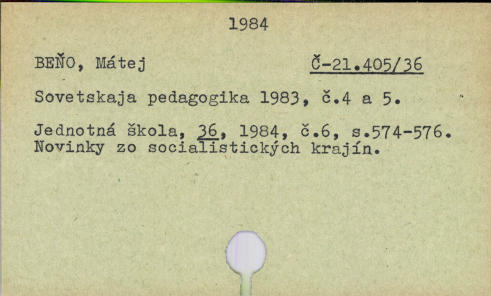 1984
BEŇO, Mátej Č-21.405/36
Sovetskaja pedagogika 1983, č.4 a 5.
Jednotná škola, 36, 1984, č.6, s.574-576.
Novinky zo socialistických krajín.